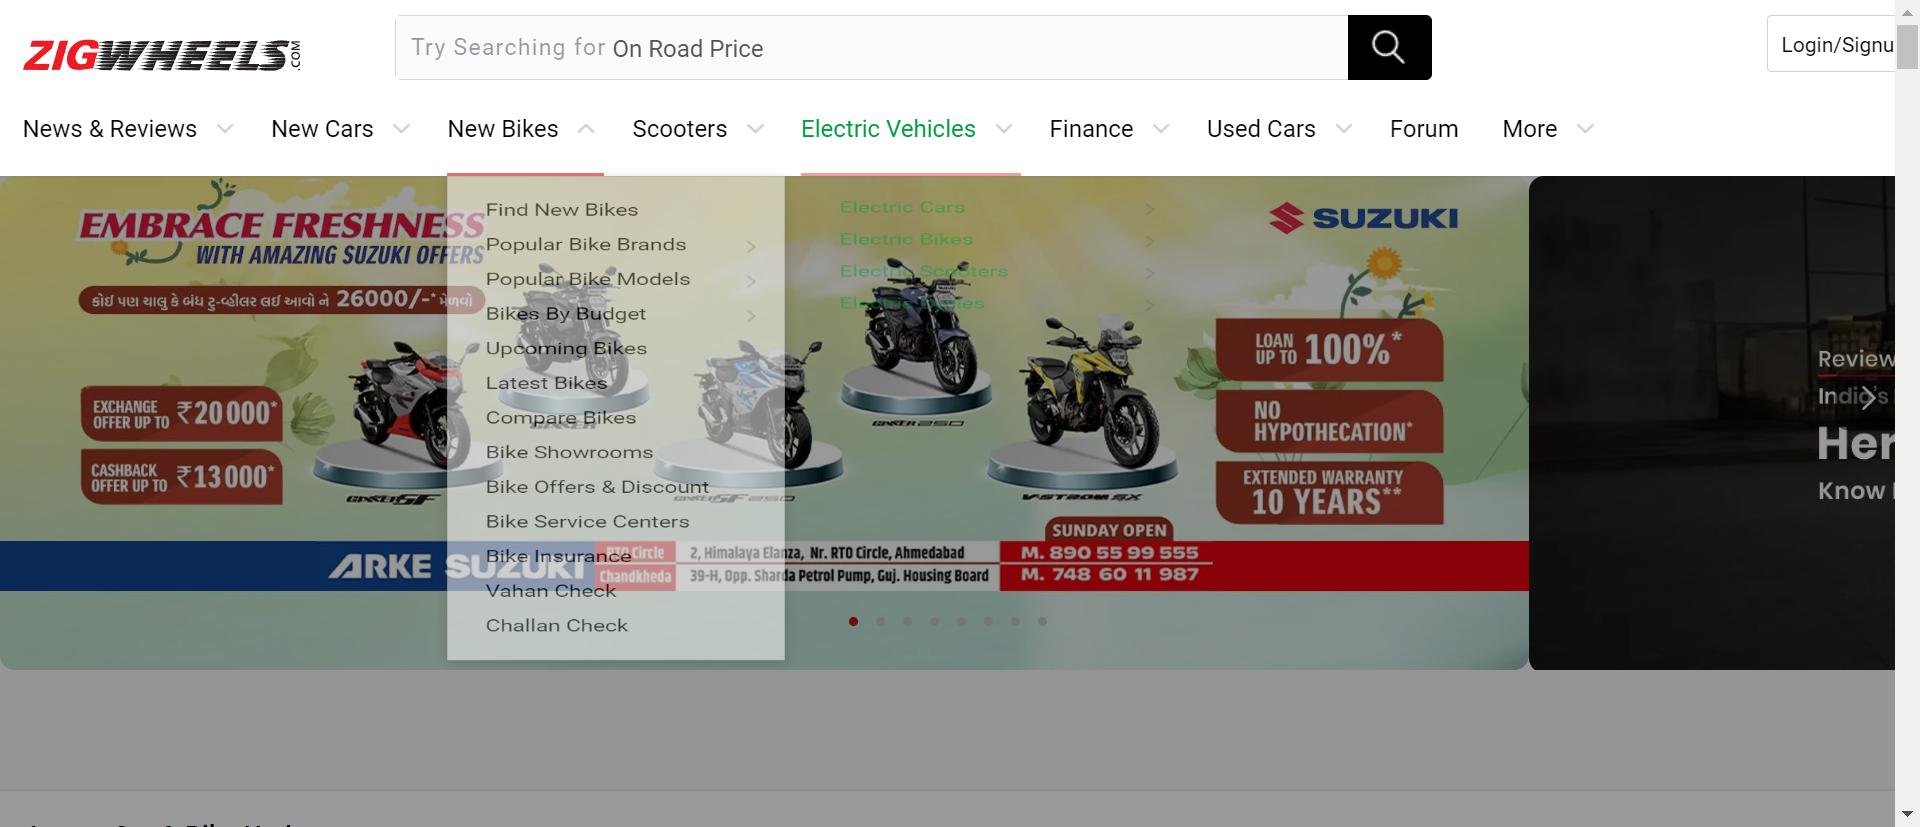 ZIGWHEELS.COM
Try Searching for On Road Price
Login/Signu
News & Reviews
New Cars
New Bikes
Scooters
Electric Vehicles
Finance
Used Cars
Forum
More
Find New Bikes
Popular Bike Brands
Popular Bike Models
Bikes By Budget
Upcoming Bikes
Latest Bikes
Compare Bikes
Bike Showrooms
Bike Offers & Discount
Bike Service Centers
Bike Insurance
Vahan Check
Challan Check
Electric Cars
Electric Bikes
Electric Scooters
EMBRACE FRESHNESS
WITH AMAZING SUZUKI OFFERS
કોઈ પણ ચાલુ કે બંધ ટુ-વ્હીલર લઈ આવો ને 26000/-* મેળવો
EXCHANGE
OFFER UP TO ₹20000*
CASHBACK
OFFER UP TO ₹13000*
GIXXER SF
GIXXER SF 250
GIXXER 250
V-STROM SX
SUZUKI
LOAN
UP TO 100%*
NO
HYPOTHECATION*
EXTENDED WARRANTY
10 YEARS**
SUNDAY OPEN
ARKE SUZUKI
RTO Circle
2, Himalaya Elanza, Nr. RTO Circle, Ahmedabad
M. 890 55 99 555
Chandkheda
39-H, Opp. Sharda Petrol Pump, Guj. Housing Board
M. 748 60 11 987
Review
India's
Her
Know